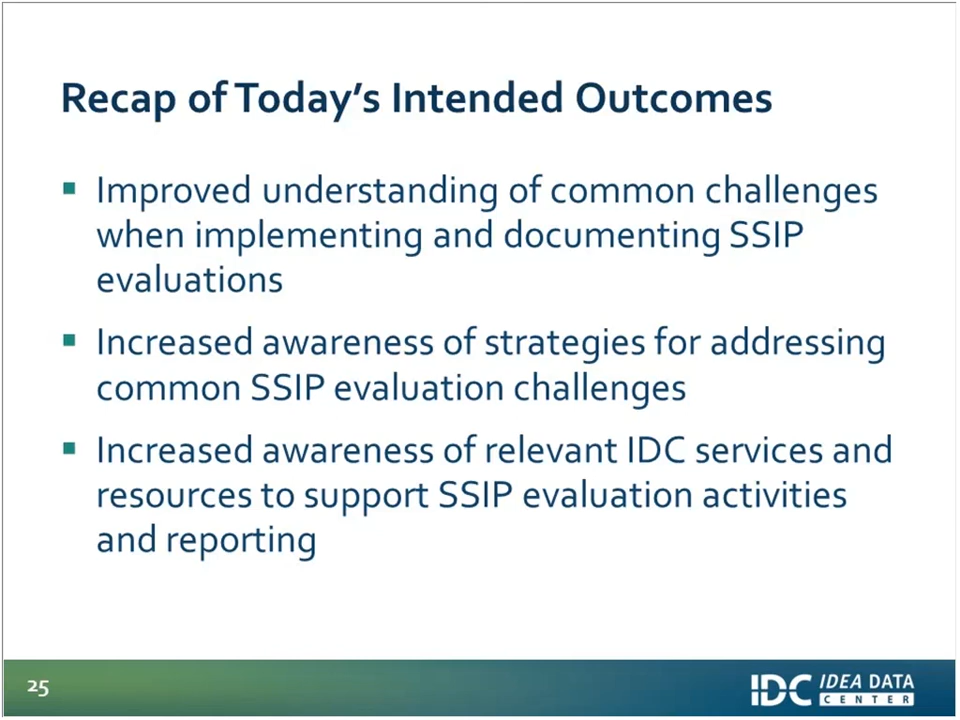 Recap of Today's Intended Outcomes
▪ Improved understanding of common challenges
when implementing and documenting SSIP
evaluations
▪ Increased awareness of strategies for addressing
common SSIP evaluation challenges
▪ Increased awareness of relevant IDC services and
resources to support SSIP evaluation activities
and reporting
25
IDC IDEA DATA
CENTER